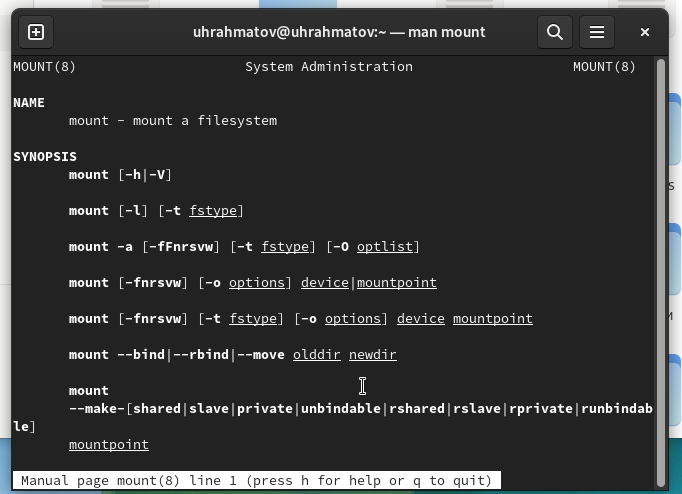 uhrahmatov@uhrahmatov:~ — man mount
MOUNT(8) System Administration MOUNT(8)
NAME
mount - mount a filesystem
SYNOPSIS
mount [-h|-V]
mount [-l] [-t fstype]
mount -a [-fFnrsvw] [-t fstype] [-O optlist]
mount [-fnrsvw] [-o options] device|mountpoint
mount [-fnrsvw] [-t fstype] [-o options] device mountpoint
mount --bind|--rbind|--move olddir newdir
mount
--make-[shared|slave|private|unbindable|rshared|rslave|rprivate|runbindab
le]
mountpoint
Manual page mount(8) line 1 (press h for help or q to quit)